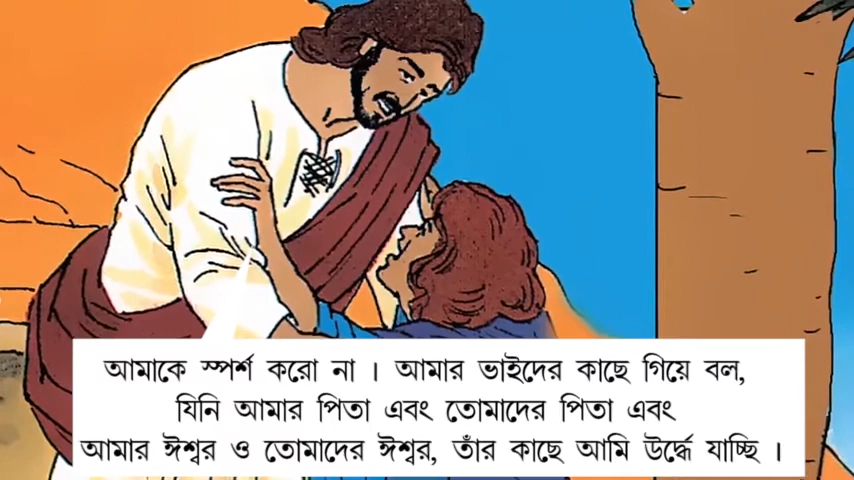 আমাকে স্পর্শ করো না । আমার ভাইদের কাছে গিয়ে বল,
যিনি আমার পিতা এবং তোমাদের পিতা এবং
আমার ঈশ্বর ও তোমাদের ঈশ্বর, তাঁর কাছে আমি উর্দ্ধে যাচ্ছি ।